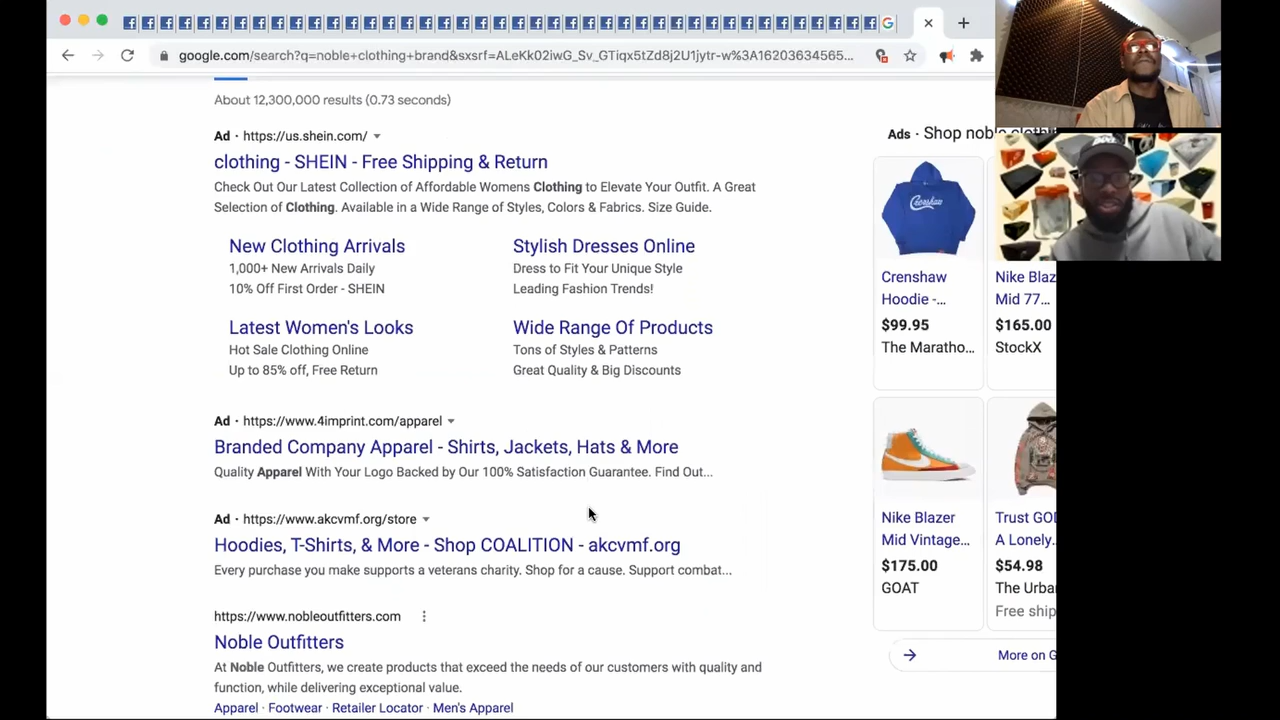 google.com/search?q=noble+clothing+brand&sxsrf=ALeKk02iwG_Sv_GTiqx5tZd8j2U1jytr-w%3A16203634565...
About 12,300,000 results (0.73 seconds)
Ad · https://us.shein.com/
clothing - SHEIN - Free Shipping & Return
Check Out Our Latest Collection of Affordable Womens Clothing to Elevate Your Outfit. A Great
Selection of Clothing. Available in a Wide Range of Styles, Colors & Fabrics. Size Guide.
New Clothing Arrivals
1,000+ New Arrivals Daily
10% Off First Order - SHEIN
Stylish Dresses Online
Dress to Fit Your Unique Style
Leading Fashion Trends!
Latest Women's Looks
Hot Sale Clothing Online
Up to 85% off, Free Return
Wide Range Of Products
Tons of Styles & Patterns
Great Quality & Big Discounts
Ad · https://www.4imprint.com/apparel
Branded Company Apparel - Shirts, Jackets, Hats & More
Quality Apparel With Your Logo Backed by Our 100% Satisfaction Guarantee. Find Out...
Ad · https://www.akcvmf.org/store
Hoodies, T-Shirts, & More - Shop COALITION - akcvmf.org
Every purchase you make supports a veterans charity. Shop for a cause. Support combat...
https://www.nobleoutfitters.com
Noble Outfitters
At Noble Outfitters, we create products that exceed the needs of our customers with quality and
function, while delivering exceptional value.
Apparel · Footwear · Retailer Locator · Men's Apparel
Ads · Shop noble
Crenshaw
Crenshaw
Hoodie -...
$99.95
The Maratho...
Nike Blaz
Mid 77...
$165.00
StockX
Nike Blazer
Mid Vintage...
$175.00
GOAT
Trust GOD
A Lonely...
$54.98
The Urba
Free ship
More on G